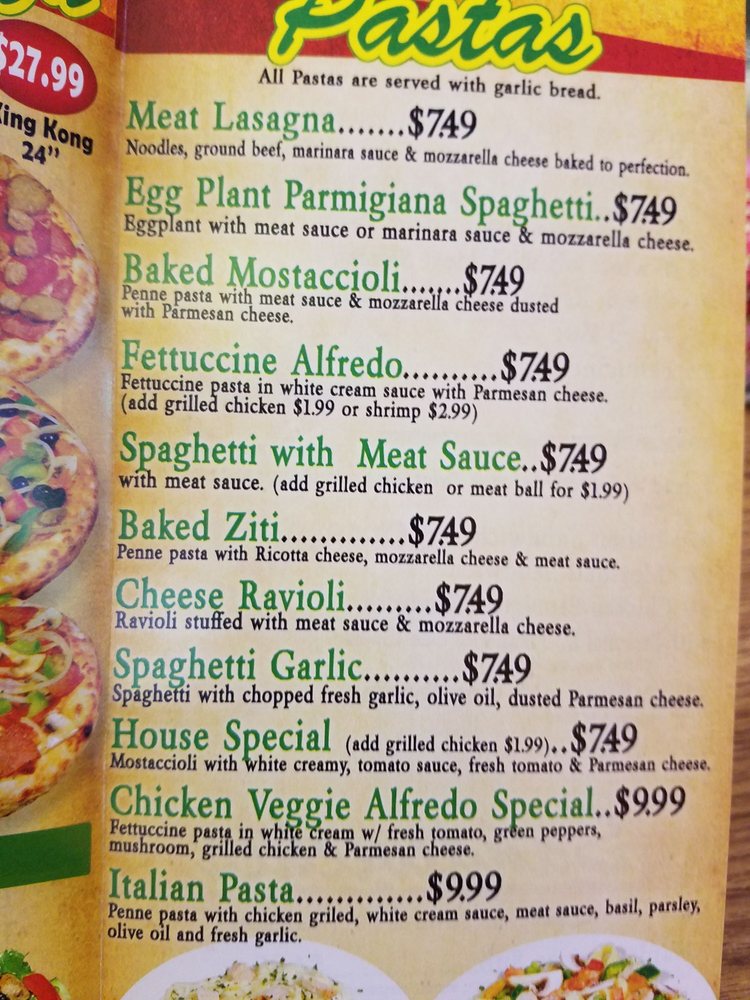 $27.99
King Kong
24"
Pastas
All Pastas are served with garlic bread.
Meat Lasagna.......$7.49
Noodles, ground beef, marinara sauce & mozzarella cheese baked to perfection.
Egg Plant Parmigiana Spaghetti..$7.49
Eggplant with meat sauce or marinara sauce & mozzarella cheese.
Baked Mostaccioli.......$7.49
Penne pasta with meat sauce & mozzarella cheese dusted
with Parmesan cheese.
Fettuccine Alfredo..........$7.49
Fettuccine pasta in white cream sauce with Parmesan cheese.
(add grilled chicken $1.99 or shrimp $2.99)
Spaghetti with Meat Sauce..$7.49
with meat sauce. (add grilled chicken or meat ball for $1.99)
Baked Ziti.............$7.49
Penne pasta with Ricotta cheese, mozzarella cheese & meat sauce.
Cheese Ravioli.........$7.49
Ravioli stuffed with meat sauce & mozzarella cheese.
Spaghetti Garlic..........$7.49
Spaghetti with chopped fresh garlic, olive oil, dusted Parmesan cheese.
House Special (add grilled chicken $1.99)..$7.49
Mostaccioli with white creamy, tomato sauce, fresh tomato & Parmesan cheese.
Chicken Veggie Alfredo Special..$9.99
Fettuccine pasta in white cream w/ fresh tomato, green peppers,
mushroom, grilled chicken & Parmesan cheese.
Italian Pasta.............$9.99
Penne pasta with chicken griled, white cream sauce, meat sauce, basil, parsley,
olive oil and fresh garlic.